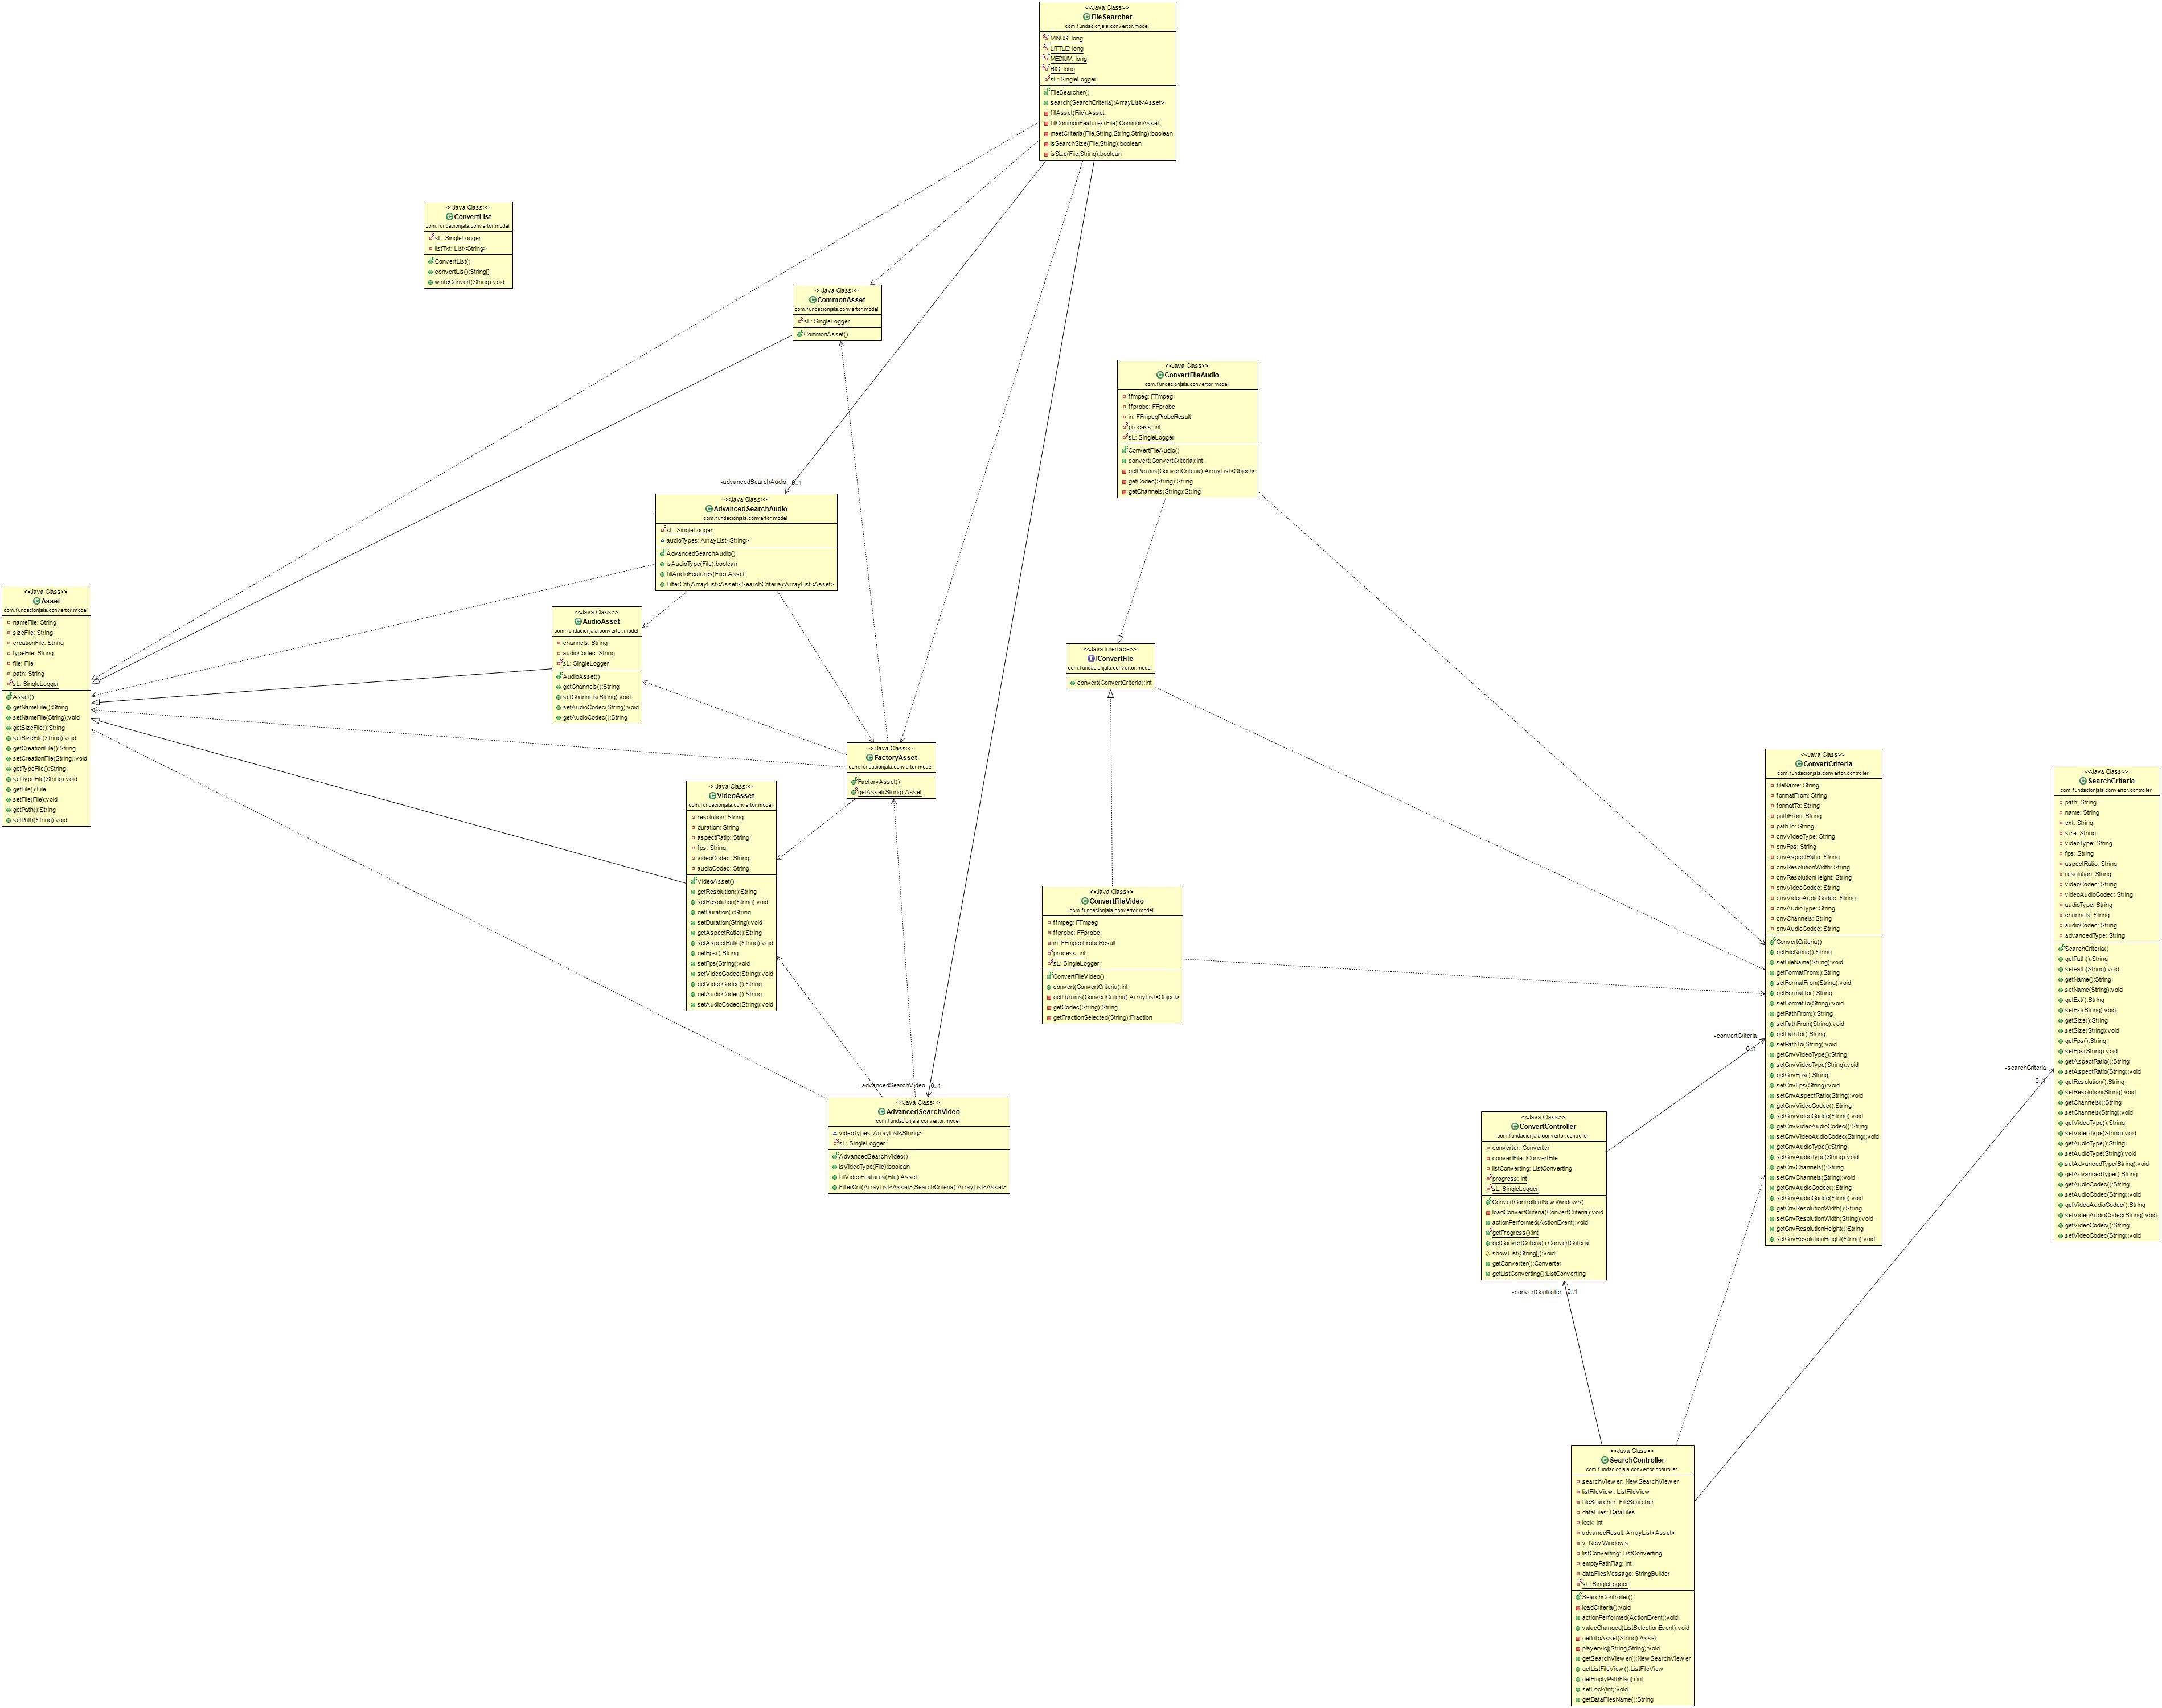 <<Java Class>>
FileSearcher
com.fundacionjala.convertor.model
MINUS: long
LITTLE: long
MEDIUM: long
BIG: long
sL: SingleLogger
FileSearcher()
search(SearchCriteria):ArrayList<Asset>
fillAsset(File):Asset
fillCommonFeatures(File):CommonAsset
meetCriteria(File,String,String,String):boolean
isSearchSize(File,String):boolean
isSize(File,String):boolean
<<Java Class>>
ConvertList
com.fundacionjala.convertor.model
sL: SingleLogger
listTxt: List<String>
ConvertList()
convertLis():String[]
writeConvert(String):void
<<Java Class>>
CommonAsset
com.fundacionjala.convertor.model
sL: SingleLogger
CommonAsset()
<<Java Class>>
ConvertFileAudio
com.fundacionjala.convertor.model
ffmpeg: FFmpeg
ffprobe: FFprobe
in: FFmpegProbeResult
process: int
sL: SingleLogger
ConvertFileAudio()
convert(ConvertCriteria):int
getParams(ConvertCriteria):ArrayList<Object>
getCodec(String):String
getChannels(String):String
-advancedSearchAudio 0..1
<<Java Class>>
AdvancedSearchAudio
com.fundacionjala.convertor.model
sL: SingleLogger
audioTypes: ArrayList<String>
AdvancedSearchAudio()
isAudioType(File):boolean
fillAudioFeatures(File):Asset
FilterCrit(ArrayList<Asset>,SearchCriteria):ArrayList<Asset>
<<Java Class>>
Asset
com.fundacionjala.convertor.model
nameFile: String
sizeFile: String
creationFile: String
typeFile: String
file: File
path: String
sL: SingleLogger
Asset()
getNameFile():String
setNameFile(String):void
getSizeFile():String
setSizeFile(String):void
getCreationFile():String
setCreationFile(String):void
getTypeFile():String
setTypeFile(String):void
getFile():File
setFile(File):void
getPath():String
setPath(String):void
<<Java Class>>
AudioAsset
com.fundacionjala.convertor.model
channels: String
audioCodec: String
sL: SingleLogger
AudioAsset()
getChannels():String
setChannels(String):void
setAudioCodec(String):void
getAudioCodec():String
<<Java Interface>>
IConvertFile
com.fundacionjala.convertor.model
convert(ConvertCriteria):int
<<Java Class>>
FactoryAsset
com.fundacionjala.convertor.model
FactoryAsset()
getAsset(String):Asset
<<Java Class>>
VideoAsset
com.fundacionjala.convertor.model
resolution: String
duration: String
aspectRatio: String
fps: String
videoCodec: String
audioCodec: String
VideoAsset()
getResolution():String
setResolution(String):void
getDuration():String
setDuration(String):void
getAspectRatio():String
setAspectRatio(String):void
getFps():String
setFps(String):void
setVideoCodec(String):void
getVideoCodec():String
getAudioCodec():String
setAudioCodec(String):void
<<Java Class>>
ConvertCriteria
com.fundacionjala.convertor.controller
fileName: String
formatFrom: String
formatTo: String
pathFrom: String
pathTo: String
cnvVideoType: String
cnvFps: String
cnvAspectRatio: String
cnvResolutionWidth: String
cnvResolutionHeight: String
cnvVideoCodec: String
cnvVideoAudioCodec: String
cnvAudioType: String
cnvChannels: String
cnvAudioCodec: String
ConvertCriteria()
getFileName():String
setFileName(String):void
getFormatFrom():String
setFormatFrom(String):void
getFormatTo():String
setFormatTo(String):void
getPathFrom():String
setPathFrom(String):void
getPathTo():String
setPathTo(String):void
getCnvVideoType():String
setCnvVideoType(String):void
getCnvFps():String
setCnvFps(String):void
setCnvAspectRatio(String):void
getCnvVideoCodec():String
setCnvVideoCodec(String):void
getCnvVideoAudioCodec():String
setCnvVideoAudioCodec(String):void
getCnvAudioType():String
setCnvAudioType(String):void
getCnvChannels():String
setCnvChannels(String):void
getCnvAudioCodec():String
setCnvAudioCodec(String):void
getCnvResolutionWidth():String
setCnvResolutionWidth(String):void
getCnvResolutionHeight():String
setCnvResolutionHeight(String):void
<<Java Class>>
SearchCriteria
com.fundacionjala.convertor.controller
path: String
name: String
ext: String
size: String
videoType: String
fps: String
aspectRatio: String
resolution: String
videoCodec: String
videoAudioCodec: String
audioType: String
channels: String
audioCodec: String
advancedType: String
SearchCriteria()
getPath():String
setPath(String):void
getName():String
setName(String):void
getExt():String
setExt(String):void
getSize():String
setSize(String):void
getFps():String
setFps(String):void
getAspectRatio():String
setAspectRatio(String):void
getResolution():String
setResolution(String):void
getChannels():String
setChannels(String):void
getVideoType():String
setVideoType(String):void
getAudioType():String
setAudioType(String):void
setAdvancedType(String):void
getAdvancedType():String
getAudioCodec():String
setAudioCodec(String):void
getVideoAudioCodec():String
setVideoAudioCodec(String):void
getVideoCodec():String
setVideoCodec(String):void
<<Java Class>>
ConvertFileVideo
com.fundacionjala.convertor.model
ffmpeg: FFmpeg
ffprobe: FFprobe
in: FFmpegProbeResult
process: int
sL: SingleLogger
ConvertFileVideo()
convert(ConvertCriteria):int
getParams(ConvertCriteria):ArrayList<Object>
getCodec(String):String
getFractionSelected(String):Fraction
-convertCriteria
0..1
-searchCriteria
0..1
-advancedSearchVideo 0..1
<<Java Class>>
AdvancedSearchVideo
com.fundacionjala.convertor.model
videoTypes: ArrayList<String>
sL: SingleLogger
AdvancedSearchVideo()
isVideoType(File):boolean
fillVideoFeatures(File):Asset
FilterCrit(ArrayList<Asset>,SearchCriteria):ArrayList<Asset>
<<Java Class>>
ConvertController
com.fundacionjala.convertor.controller
converter: Converter
convertFile: IConvertFile
listConverting: ListConverting
progress: int
sL: SingleLogger
ConvertController(NewWindows)
loadConvertCriteria(ConvertCriteria):void
actionPerformed(ActionEvent):void
getProgress():int
getConvertCriteria():ConvertCriteria
showList(String[]):void
getConverter():Converter
getListConverting():ListConverting
-convertController 0..1
<<Java Class>>
SearchController
com.fundacionjala.convertor.controller
searchViewer: NewSearchViewer
listFileView: ListFileView
fileSearcher: FileSearcher
dataFiles: DataFiles
lock: int
advanceResult: ArrayList<Asset>
v: NewWindows
listConverting: ListConverting
emptyPathFlag: int
dataFilesMessage: StringBuilder
sL: SingleLogger
SearchController()
loadCriteria():void
actionPerformed(ActionEvent):void
valueChanged(ListSelectionEvent):void
getInfoAsset(String):Asset
playervlcj(String,String):void
getSearchViewer():NewSearchViewer
getListFileView():ListFileView
getEmptyPathFlag():int
setLock(int):void
getDataFilesName():String